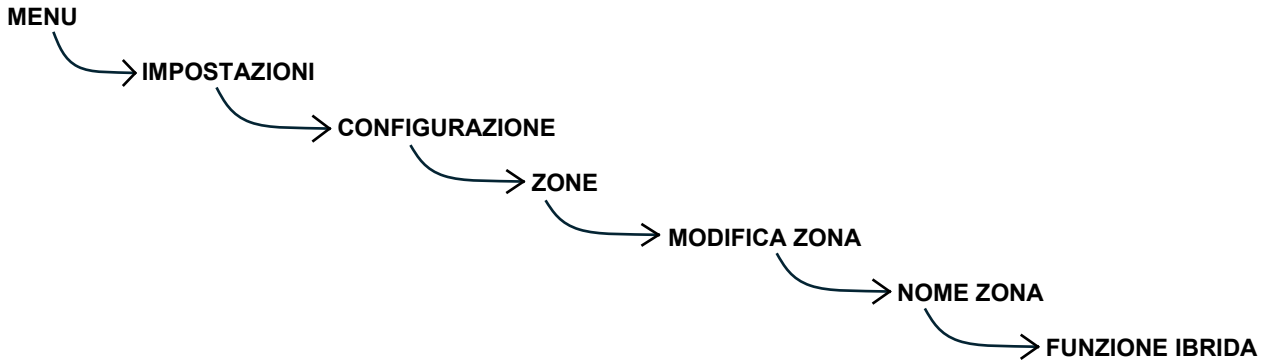 MENU
IMPOSTAZIONI
CONFIGURAZIONE
ZONE
MODIFICA ZONA
NOME ZONA
FUNZIONE IBRIDA